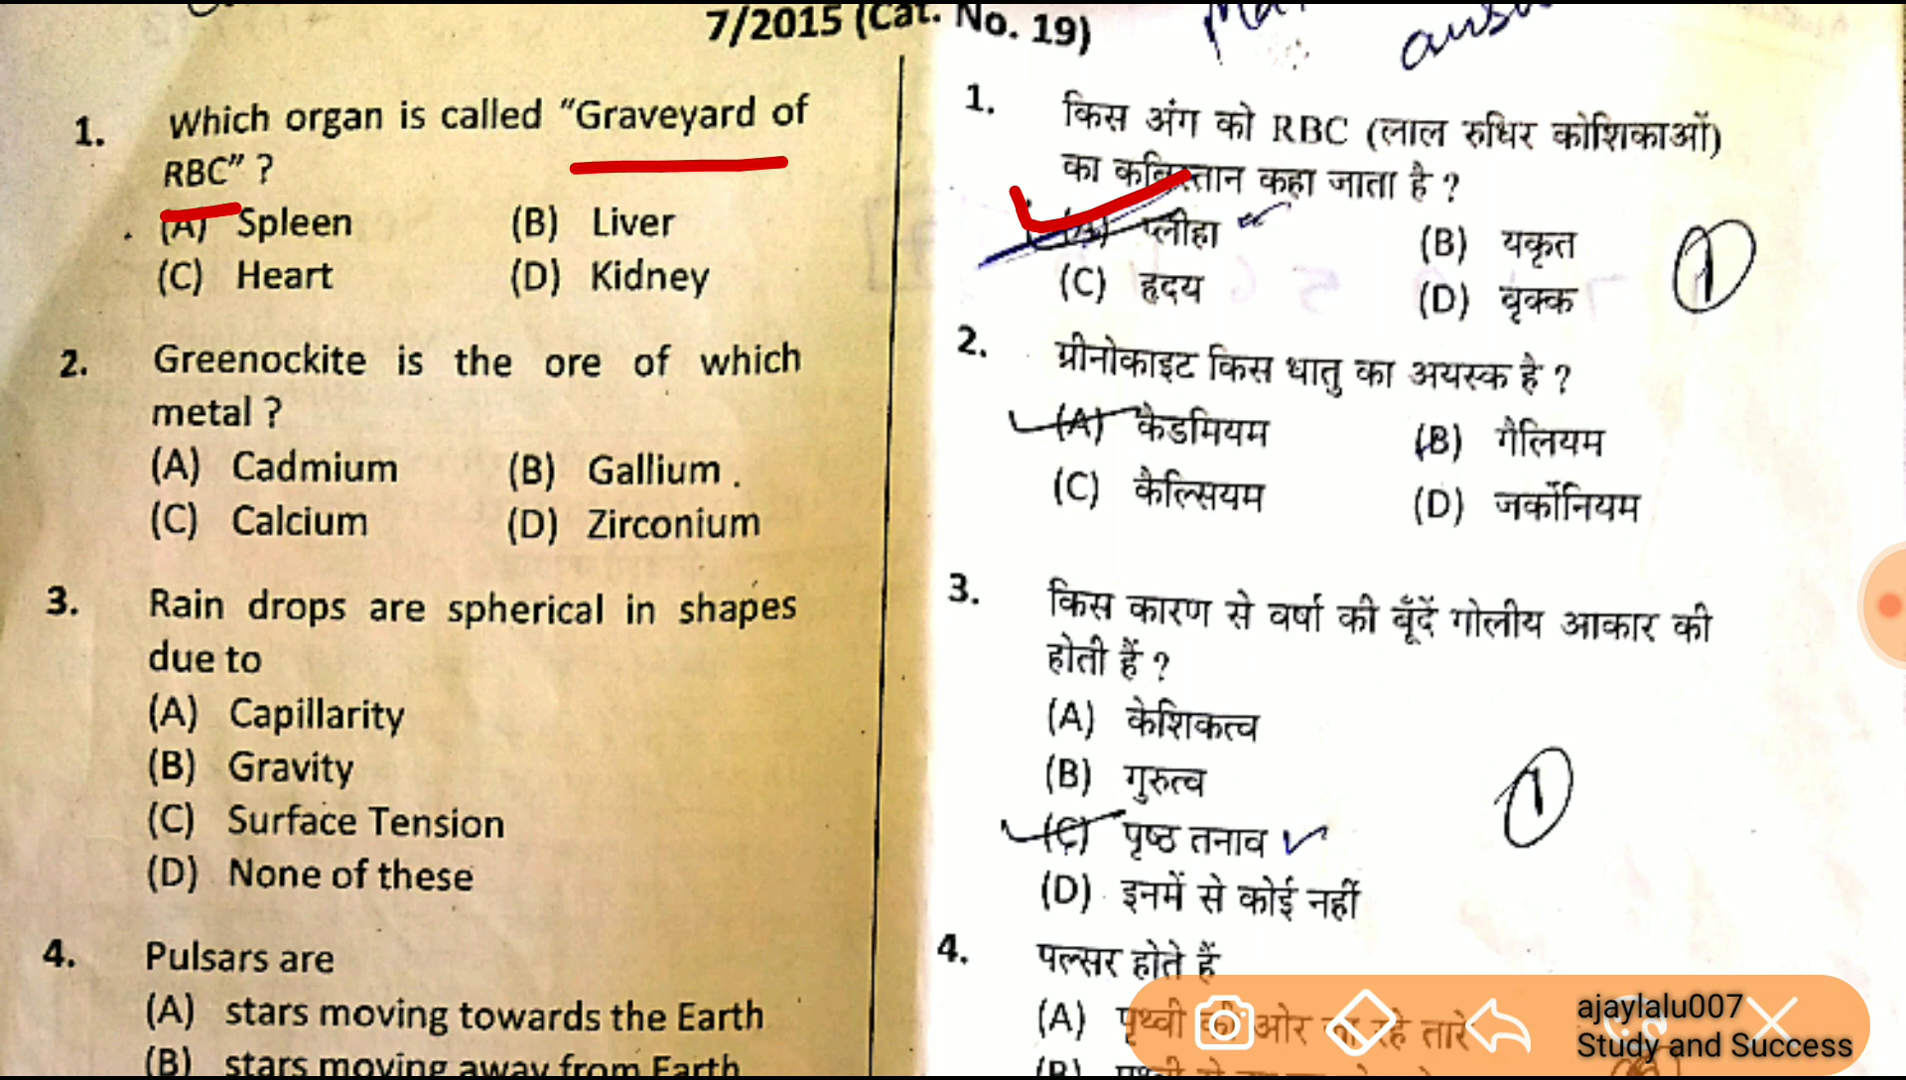 7/2015 (Cat. No. 19)
1. Which organ is called "Graveyard of
RBC" ?
(A) Spleen (B) Liver
(C) Heart (D) Kidney
2. Greenockite is the ore of which
metal ?
(A) Cadmium (B) Gallium .
(C) Calcium (D) Zirconium
3. Rain drops are spherical in shapes
due to
(A) Capillarity
(B) Gravity
(C) Surface Tension
(D) None of these
4. Pulsars are
(A) stars moving towards the Earth
(B) stars moving away from Earth
1. किस अंग को RBC (लाल रुधिर कोशिकाओं)
का कब्रिस्तान कहा जाता है ?
(A) प्लीहा (B) यकृत
(C) हृदय (D) वृक्क
1
2. ग्रीनोकाइट किस धातु का अयस्क है ?
(A) कैडमियम (B) गैलियम
(C) कैल्सियम (D) जर्कोनियम
3. किस कारण से वर्षा की बूँदें गोलीय आकार की
होती हैं ?
(A) केशिकत्व
(B) गुरुत्व
(C) पृष्ठ तनाव
(D) इनमें से कोई नहीं
1
4. पल्सर होते हैं
(A) पृथ्वी की ओर जा रहे तारे
(B)
ajaylalu007
Study and Success